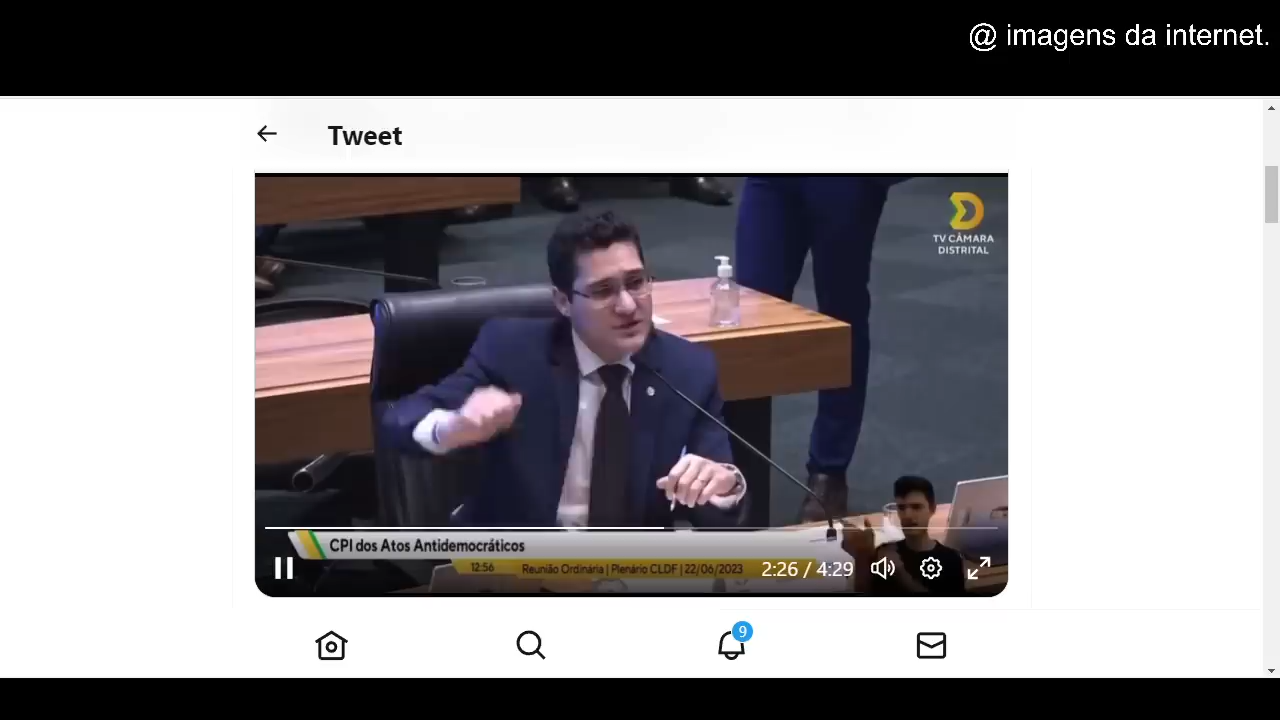 @ imagens da internet.
Tweet
TV CÂMARA
DISTRITAL
CPI dos Atos Antidemocráticos
12:56 Reunião Ordinária | Plenário CLDF | 22/06/2023
2:26 / 4:29
9